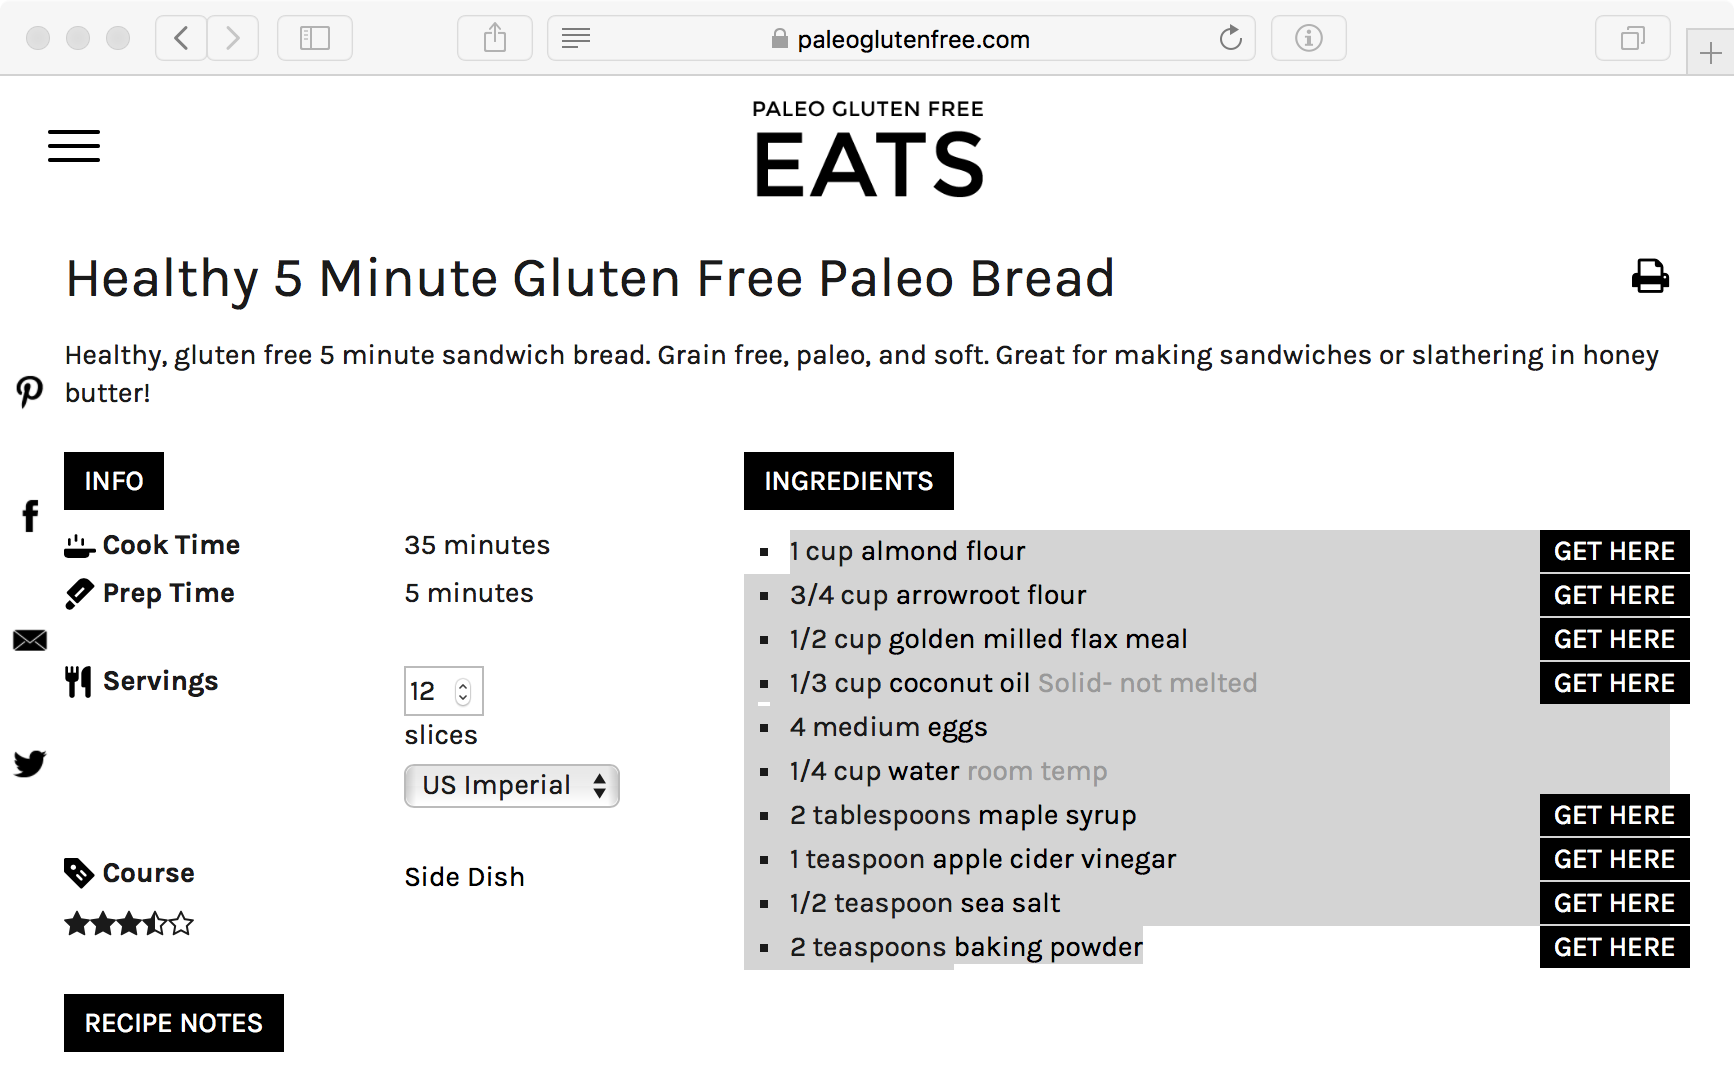 paleoglutenfree.com
PALEO GLUTEN FREE
EATS
Healthy 5 Minute Gluten Free Paleo Bread
Healthy, gluten free 5 minute sandwich bread. Grain free, paleo, and soft. Great for making sandwiches or slathering in honey
butter!
INFO
Cook Time 35 minutes
Prep Time 5 minutes
Servings 12
slices
US Imperial
Course Side Dish
INGREDIENTS
1 cup almond flour GET HERE
3/4 cup arrowroot flour GET HERE
1/2 cup golden milled flax meal GET HERE
1/3 cup coconut oil Solid- not melted GET HERE
4 medium eggs
1/4 cup water room temp
2 tablespoons maple syrup GET HERE
1 teaspoon apple cider vinegar GET HERE
1/2 teaspoon sea salt GET HERE
2 teaspoons baking powder GET HERE
RECIPE NOTES